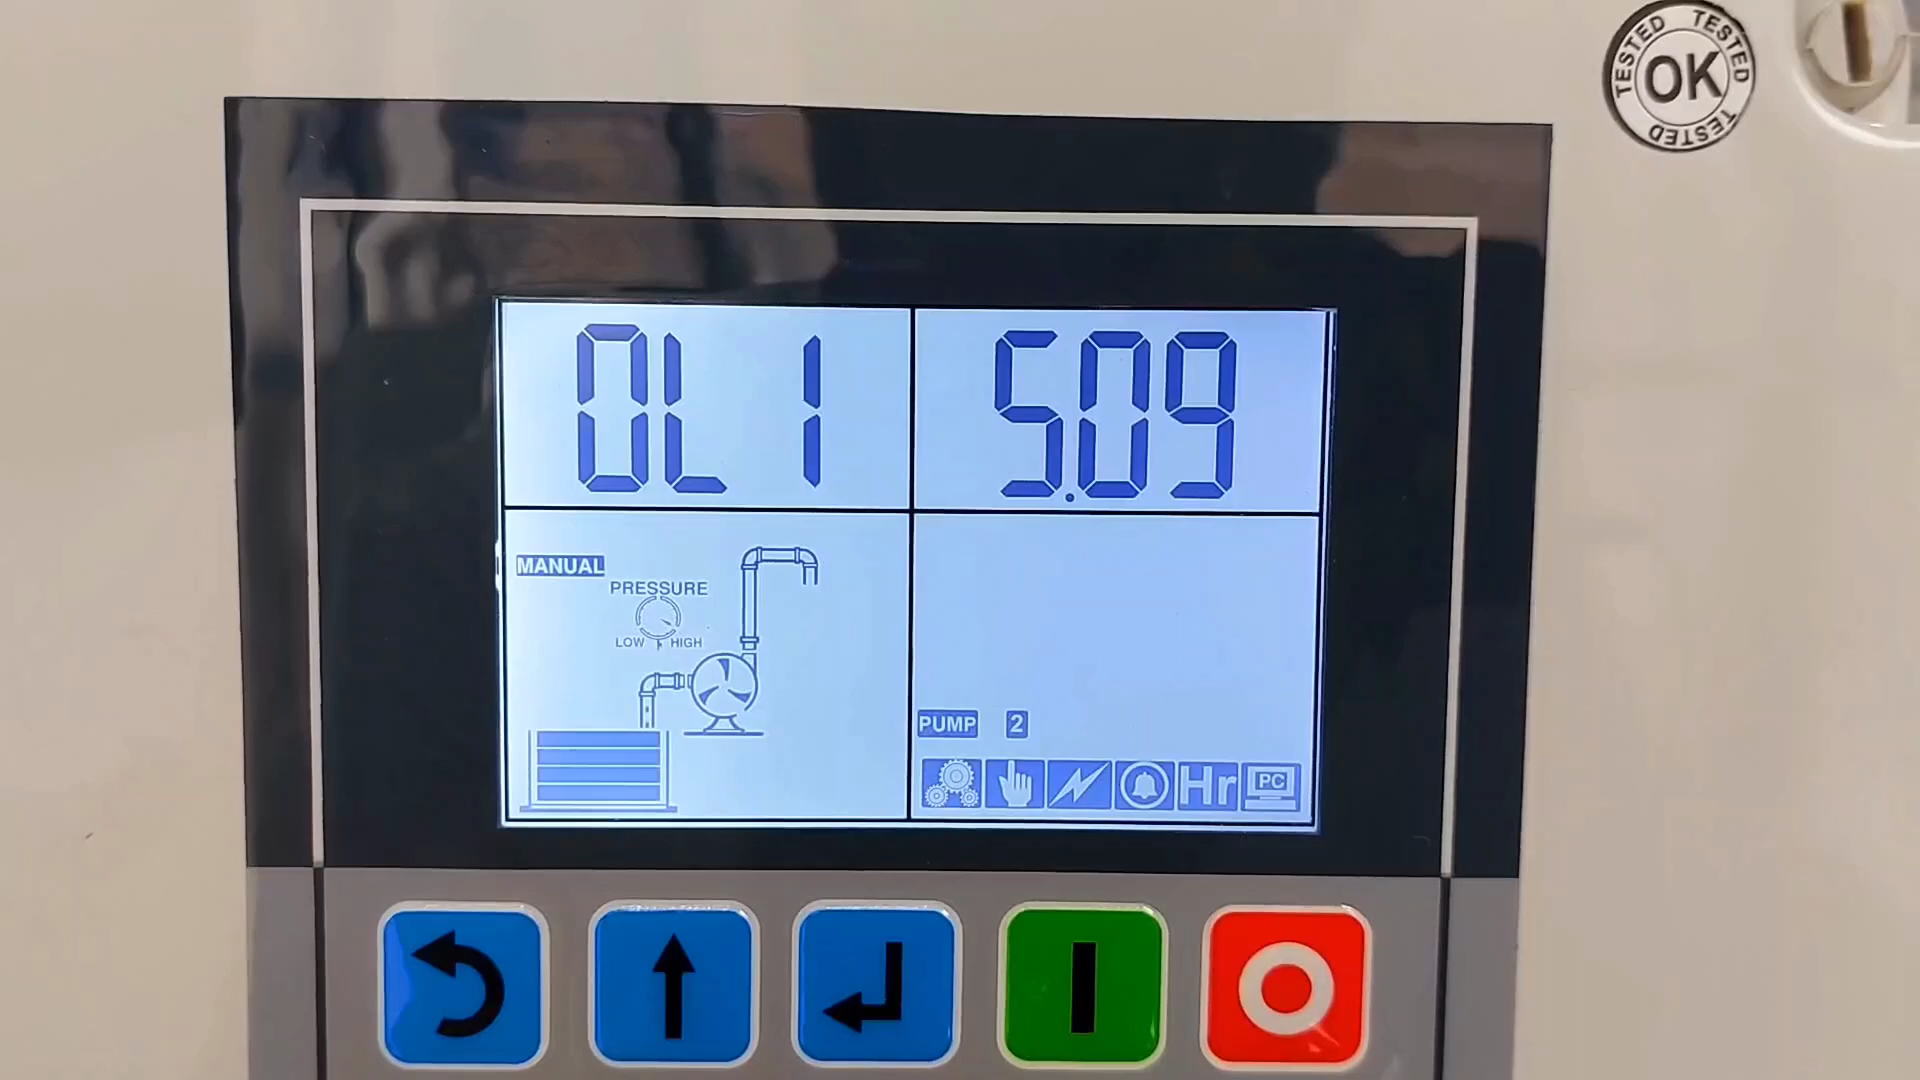 TESTED TESTED TESTED
OK
OL 1
5.09
MANUAL
PRESSURE
LOW HIGH
PUMP 2
Hr
PC